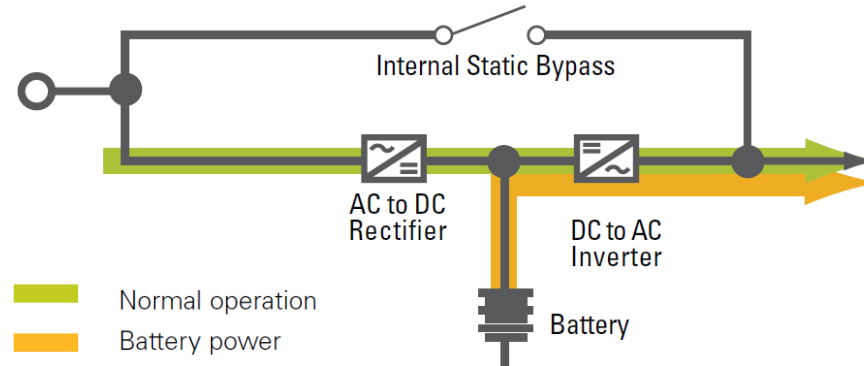 Internal Static Bypass
AC to DC
Rectifier
DC to AC
Inverter
Battery
Normal operation
Battery power